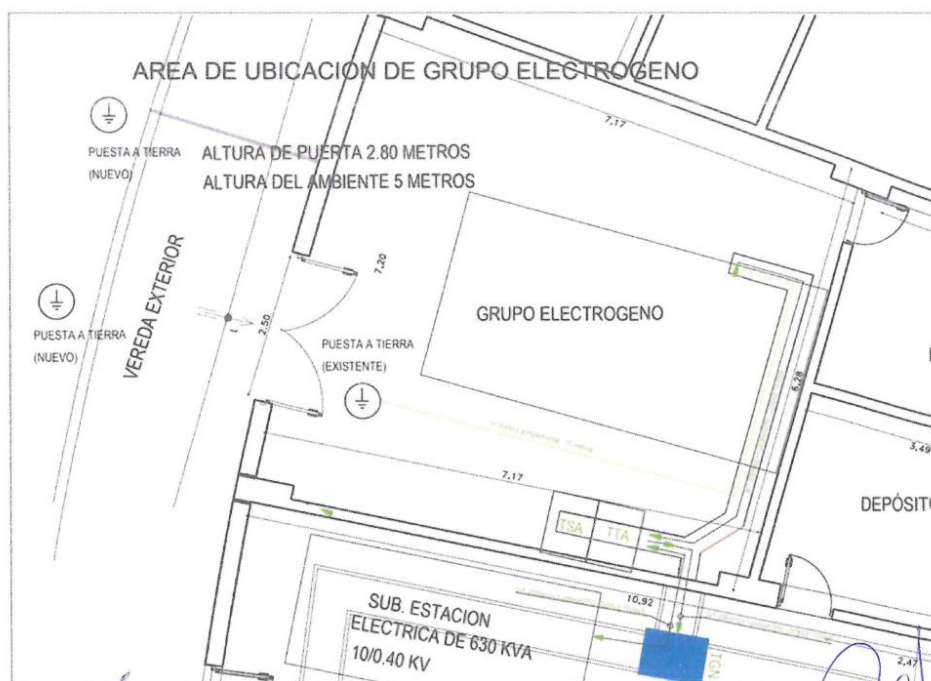 AREA DE UBICACION DE GRUPO ELECTROGENO
PUESTA A TIERRA
(NUEVO)
ALTURA DE PUERTA 2.80 METROS
ALTURA DEL AMBIENTE 5 METROS
7,17
7,20
2,50
1
VEREDA EXTERIOR
PUESTA A TIERRA
(NUEVO)
PUESTA A TIERRA
(EXISTENTE)
GRUPO ELECTROGENO
6,28
3,49
7,17
DEPÓSITO
TSA
TTA
10,92
SUB. ESTACION
ELECTRICA DE 630 KVA
10/0.40 KV
TGN
2,47